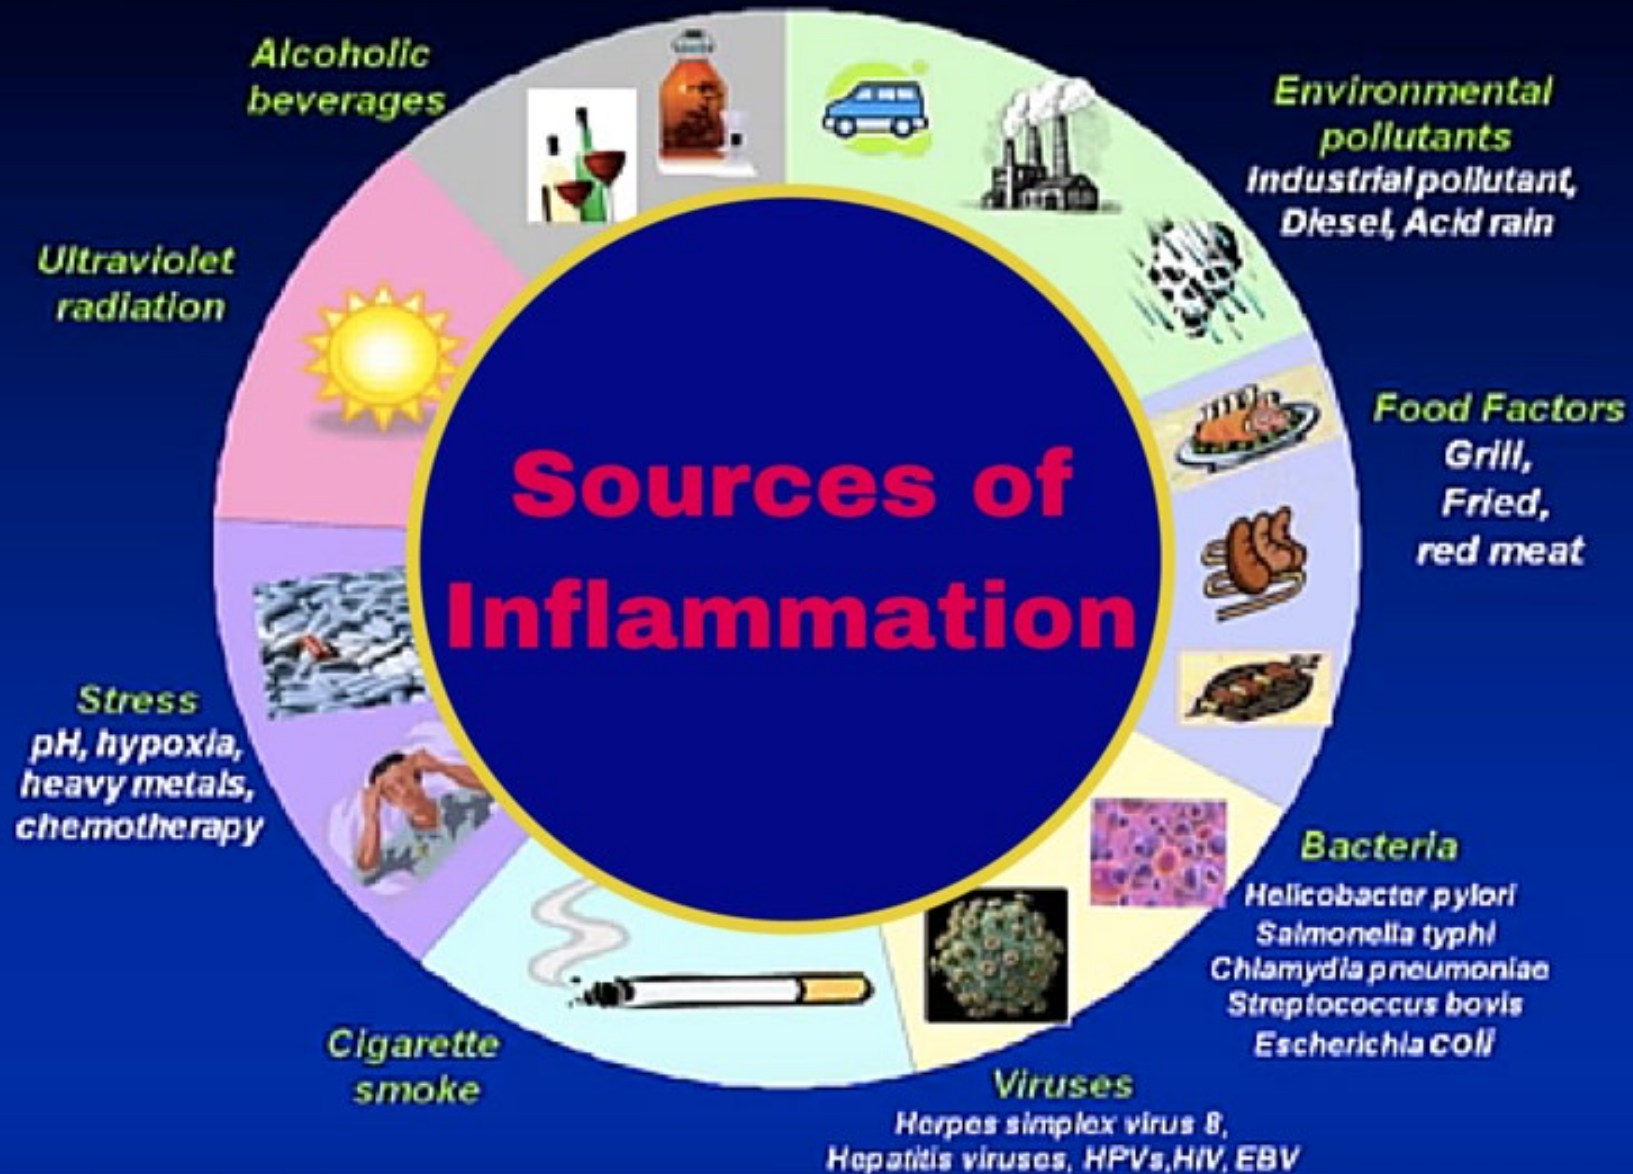 Sources of
Inflammation
Alcoholic
beverages
Environmental
pollutants
Industrial pollutant,
Diesel, Acid rain
Food Factors
Grill,
Fried,
red meat
Bacteria
Helicobacter pylori
Salmonella typhi
Chlamydia pneumoniae
Streptococcus bovis
Escherichia coli
Viruses
Herpes simplex virus 8,
Hepatitis viruses, HPVs,HIV, EBV
Cigarette
smoke
Stress
pH, hypoxia,
heavy metals,
chemotherapy
Ultraviolet
radiation